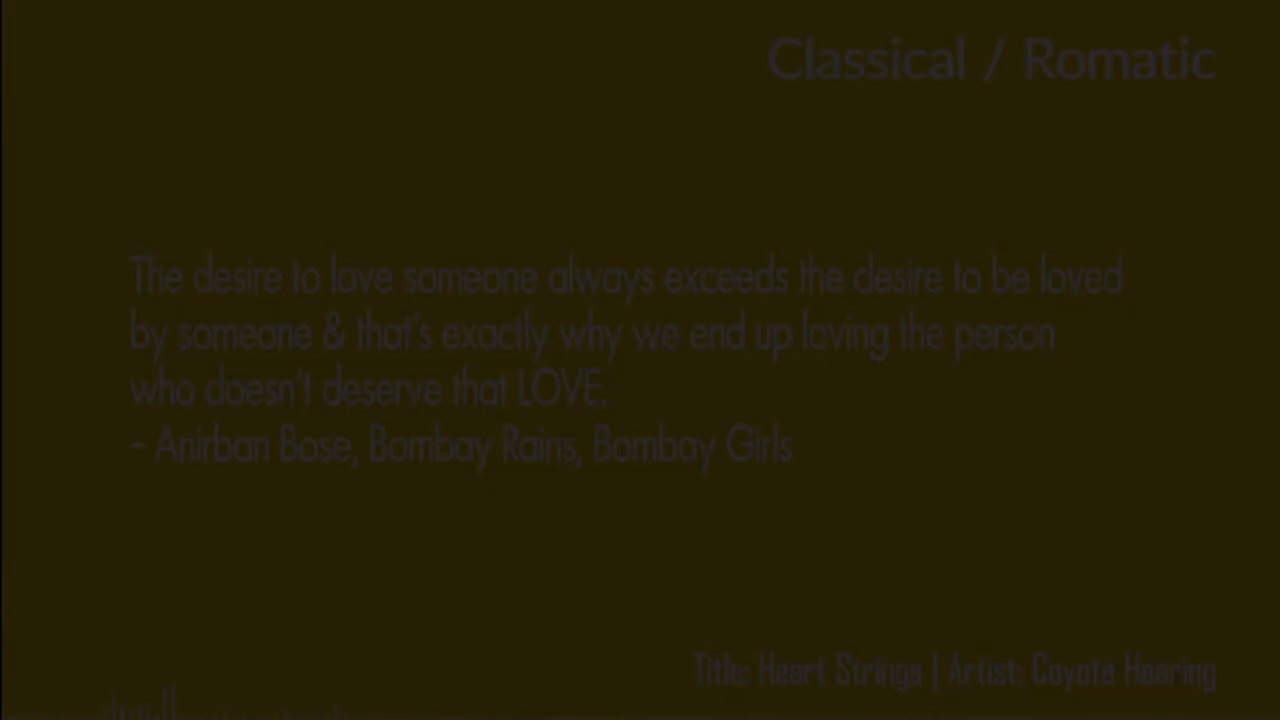 Classical / Romatic
The desire to love someone always exceeds the desire to be loved
by someone & that's exactly why we end up loving the person
who doesn't deserve that LOVE.
- Anirban Bose, Bombay Rains, Bombay Girls
Title: Heart Strings | Artist: Coyote Hearing